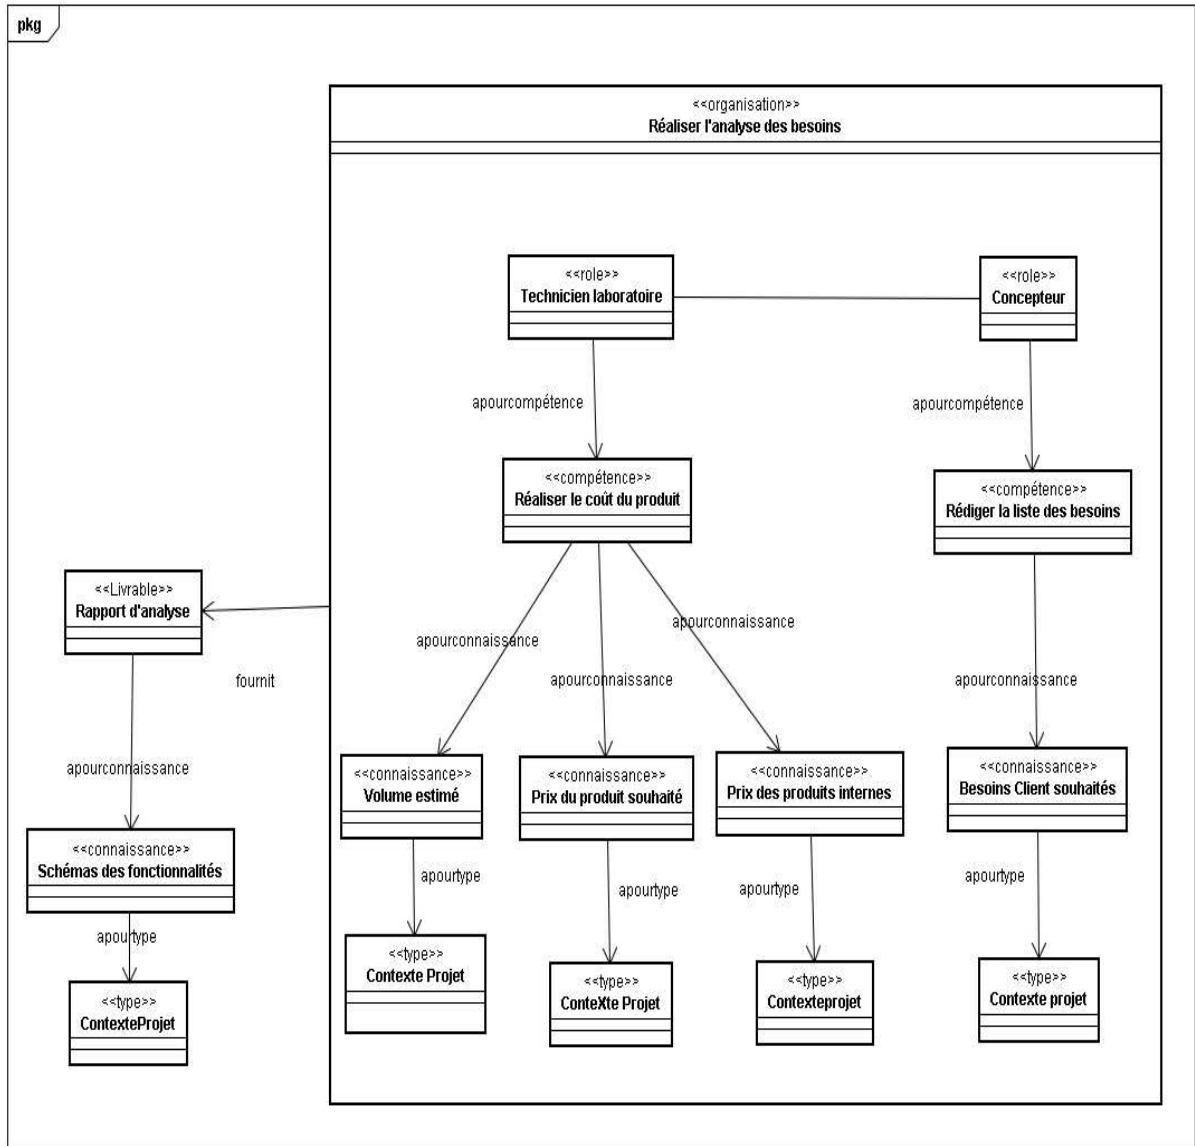 pkg
<<organisation>>
Réaliser l'analyse des besoins
<<role>>
Technicien laboratoire
<<role>>
Concepteur
apourcompétence
apourcompétence
<<compétence>>
Réaliser le coût du produit
<<compétence>>
Rédiger la liste des besoins
<<Livrable>>
Rapport d'analyse
fournit
apourconnaissance
apourconnaissance
apourconnaissance
apourconnaissance
apourconnaissance
<<connaissance>>
Volume estimé
<<connaissance>>
Prix du produit souhaité
<<connaissance>>
Prix des produits internes
<<connaissance>>
Besoins Client souhaités
<<connaissance>>
Schémas des fonctionnalités
apourtype
apourtype
apourtype
apourtype
apourtype
<<type>>
Contexte Projet
<<type>>
ConteXte Projet
<<type>>
Contexteprojet
<<type>>
Contexte projet
<<type>>
ContexteProjet